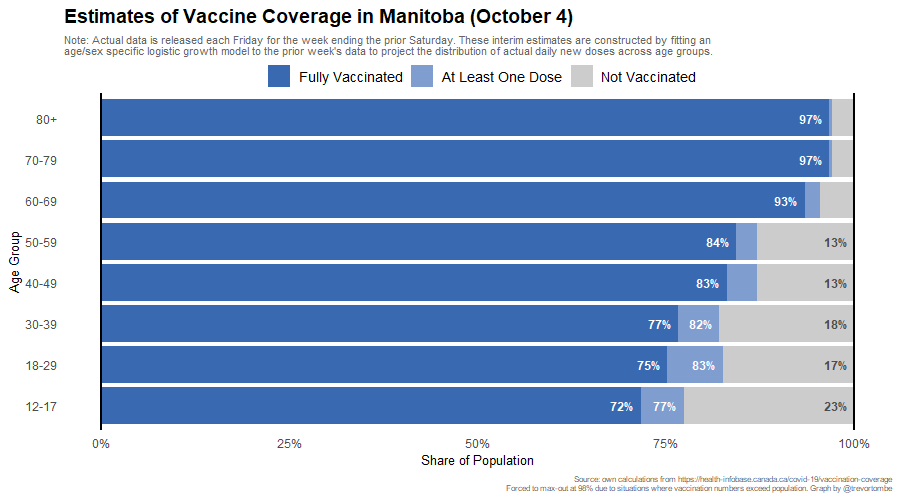 Estimates of Vaccine Coverage in Manitoba (October 4)
Note: Actual data is released each Friday for the week ending the prior Saturday. These interim estimates are constructed by fitting an
age/sex specific logistic growth model to the prior week's data to project the distribution of actual daily new doses across age groups.
Fully Vaccinated At Least One Dose Not Vaccinated
80+ 97%
70-79 97%
60-69 93%
50-59 84% 13%
40-49 83% 13%
30-39 77% 82% 18%
18-29 75% 83% 17%
12-17 72% 77% 23%
Age Group
0% 25% 50% 75% 100%
Share of Population
Source: own calculations from https://health-infobase.canada.ca/covid-19/vaccination-coverage
Forced to max-out at 98% due to situations where vaccination numbers exceed population. Graph by @trevortombe